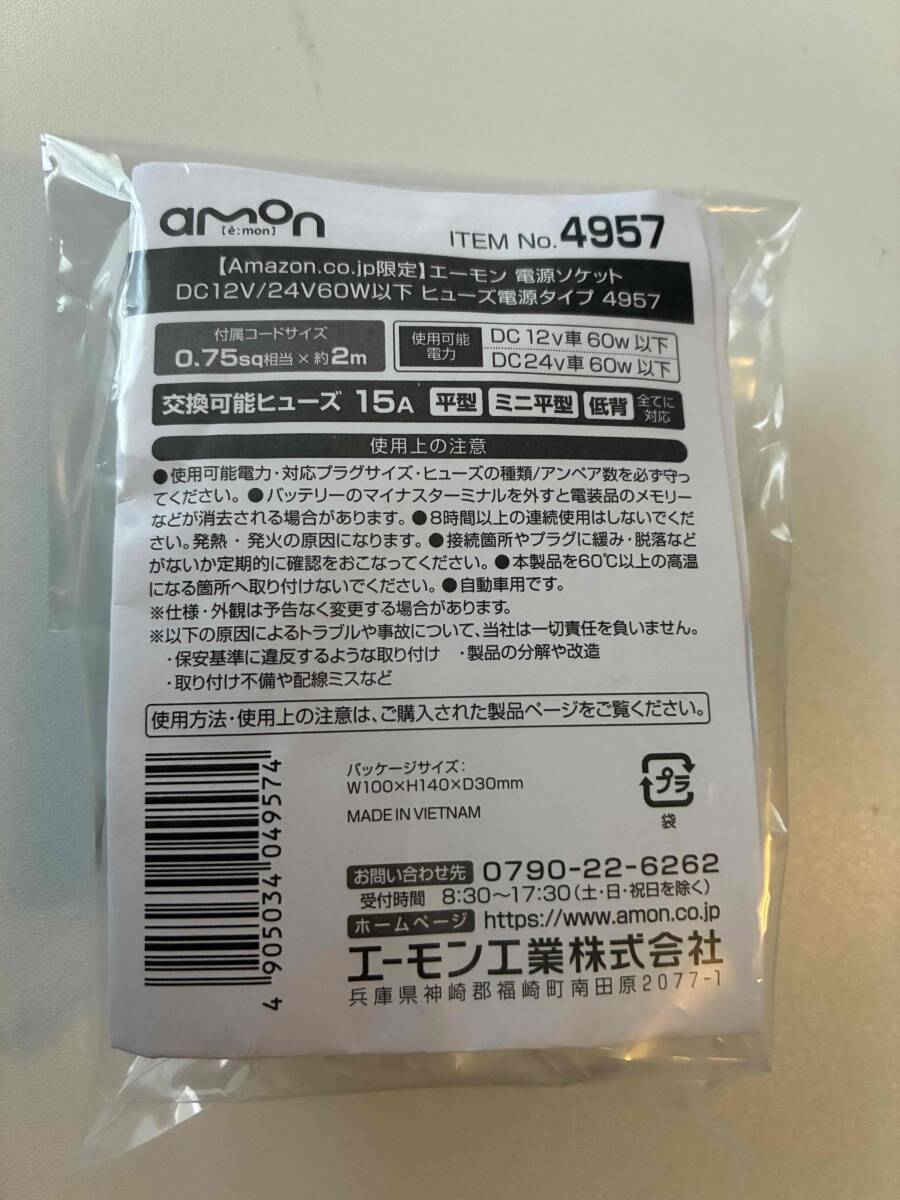 amon
[é:mon]
ITEM No.4957
【Amazon.co.jp限定】エーモン 電源ソケット
DC12V/24V60W以下 ヒューズ電源タイプ 4957
付属コードサイズ
0.75sq相当×約2m
使用可能
電力
DC 12v車 60w 以下
DC24v車 60w 以下
交換可能ヒューズ 15A 平型 ミニ平型 低背 全てに
対応
使用上の注意
●使用可能電力・対応プラグサイズ・ヒューズの種類/アンペア数を必ず守っ
てください。●バッテリーのマイナスターミナルを外すと電装品のメモリー
などが消去される場合があります。●8時間以上の連続使用はしないでくだ
さい。発熱・発火の原因になります。●接続箇所やプラグに緩み・脱落など
がないか定期的に確認をおこなってください。●本製品を60℃以上の高温
になる箇所へ取り付けないでください。●自動車用です。
※仕様・外観は予告なく変更する場合があります。
※以下の原因によるトラブルや事故について、当社は一切責任を負いません。
・保安基準に違反するような取り付け ・製品の分解や改造
・取り付け不備や配線ミスなど
使用方法・使用上の注意は、ご購入された製品ページをご覧ください。
4 905034 049574
パッケージサイズ:
W100×H140×D30mm
MADE IN VIETNAM
プラ
袋
お問い合わせ先 0790-22-6262
受付時間 8:30〜17:30(土・日・祝日を除く)
ホームページ https://www.amon.co.jp
エーモン工業株式会社
兵庫県神崎郡福崎町南田原2077-1